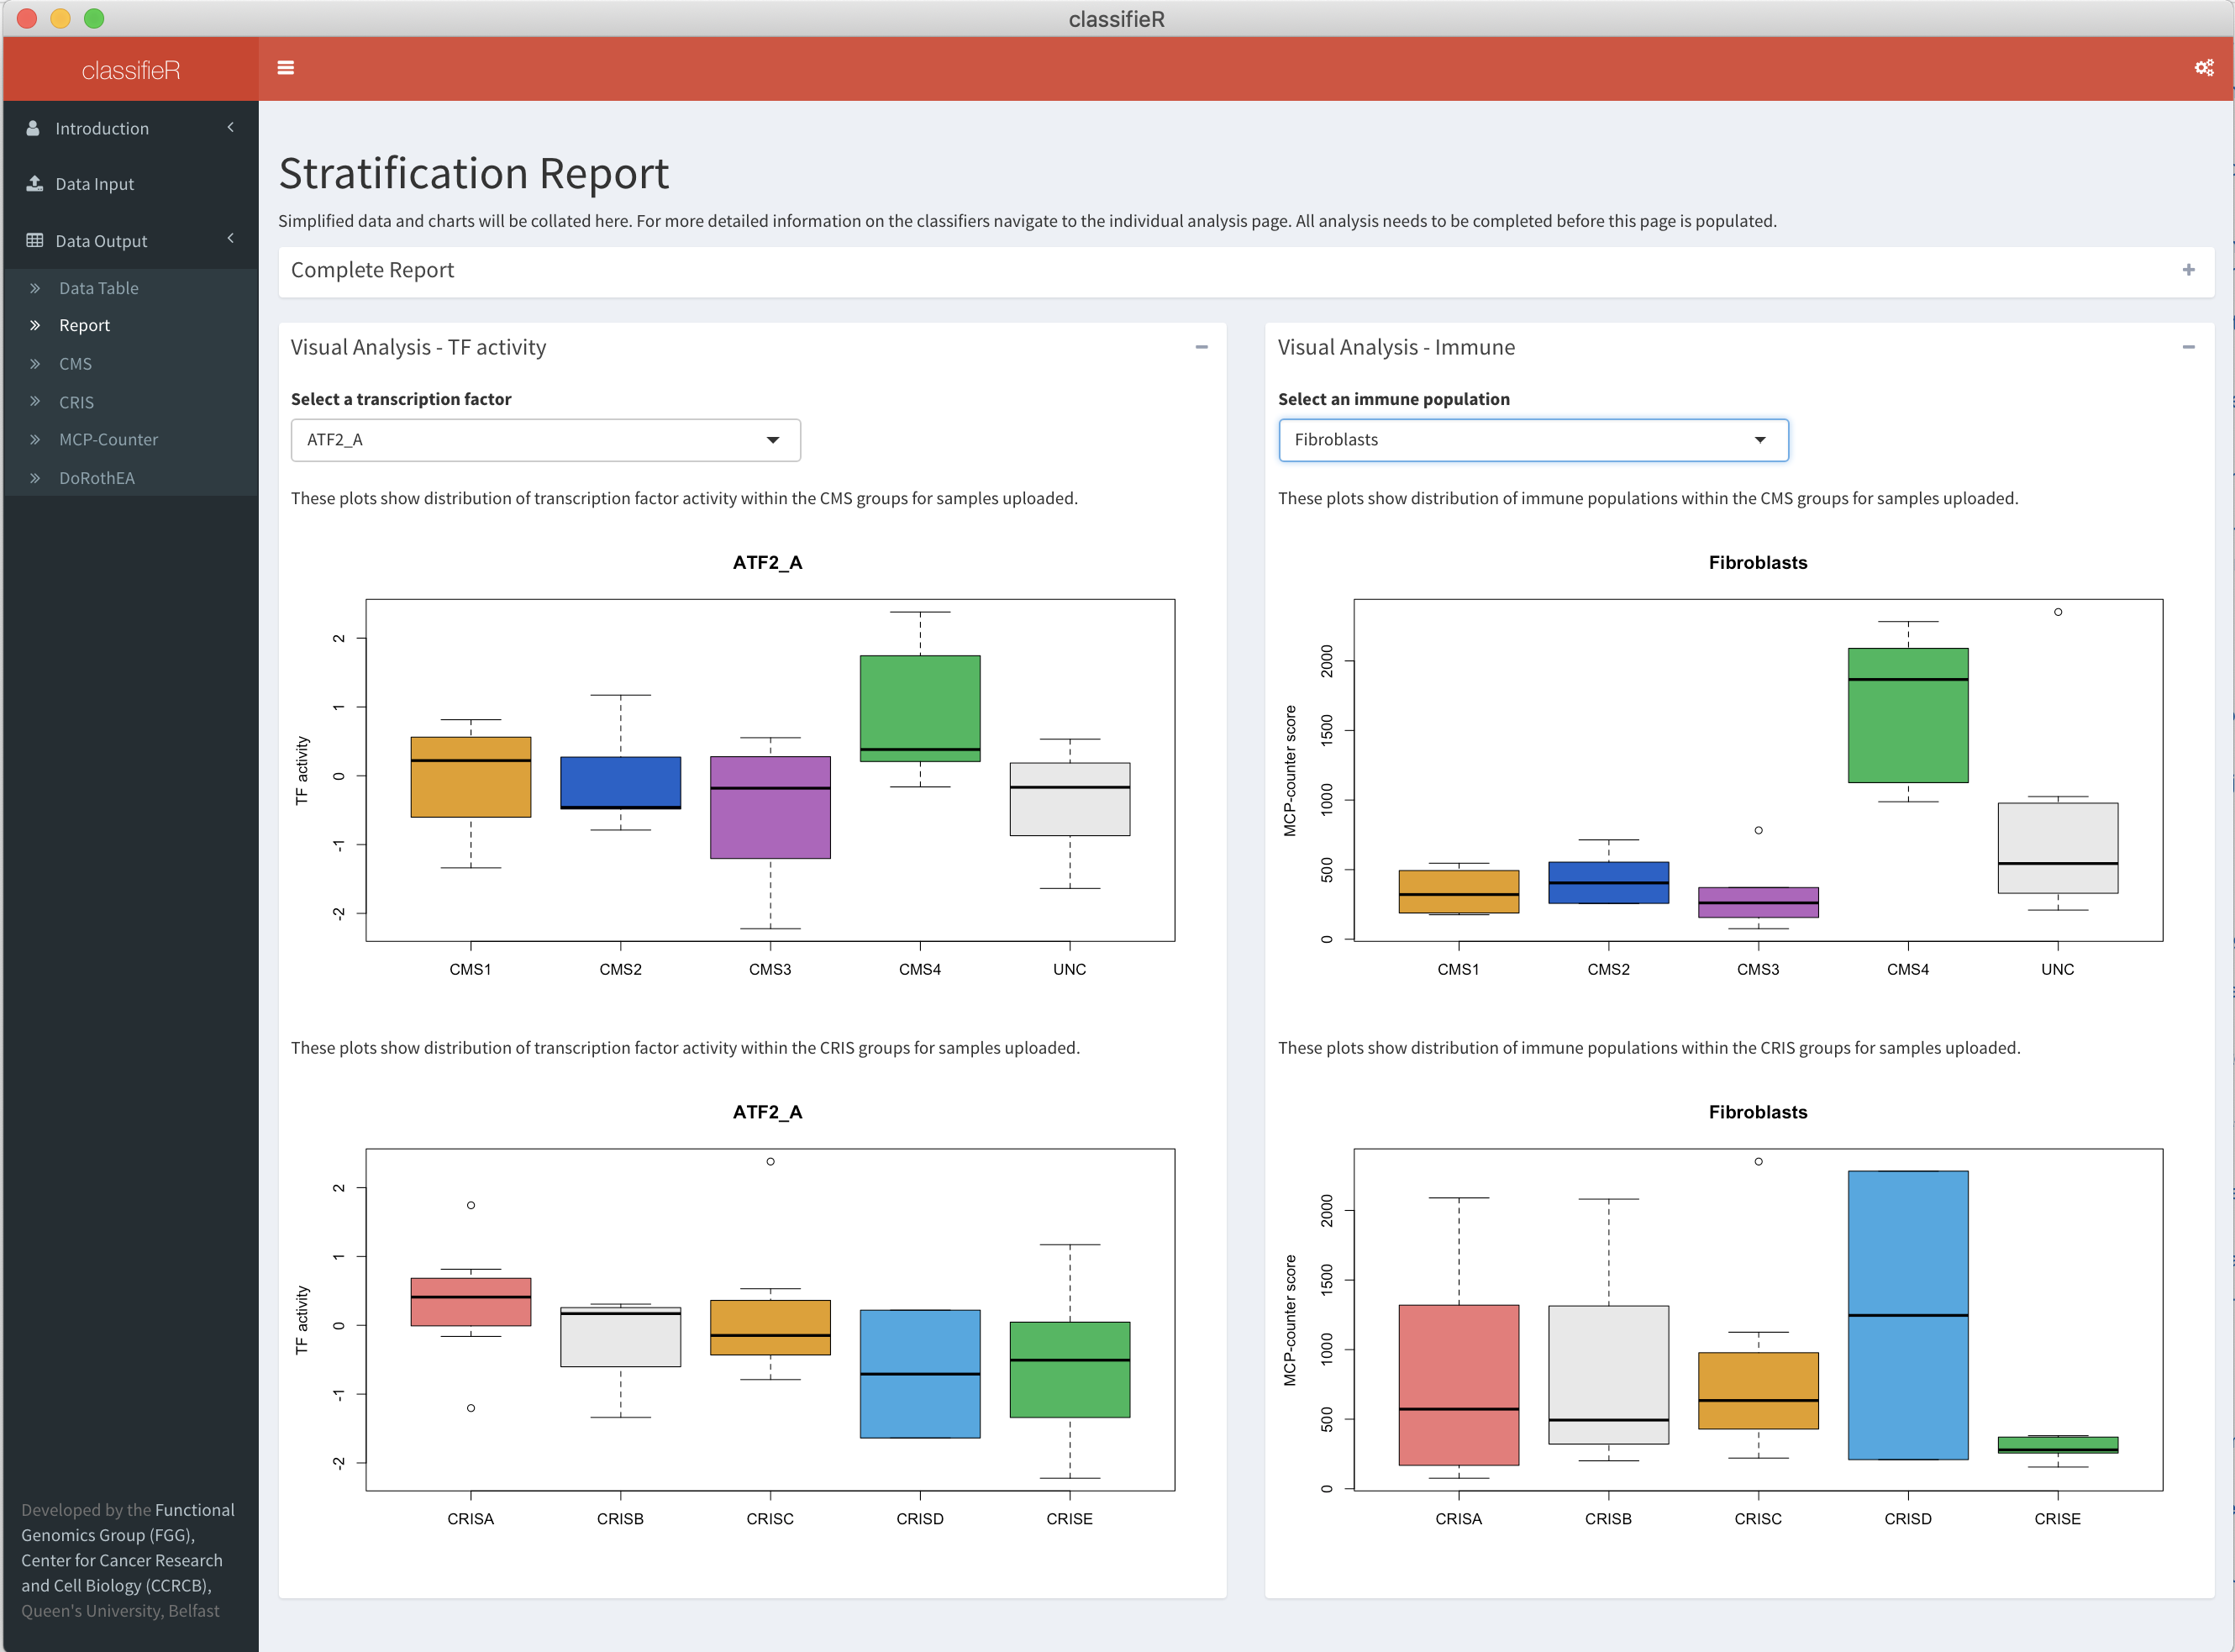 classifieR
classifieR
Introduction
Data Input
Data Output
Data Table
Report
CMS
CRIS
MCP-Counter
DoRothEA
Developed by the Functional
Genomics Group (FGG),
Center for Cancer Research
and Cell Biology (CCRCB),
Queen's University, Belfast
Stratification Report
Simplified data and charts will be collated here. For more detailed information on the classifiers navigate to the individual analysis page. All analysis needs to be completed before this page is populated.
Complete Report
Visual Analysis - TF activity
Select a transcription factor
ATF2_A
These plots show distribution of transcription factor activity within the CMS groups for samples uploaded.
ATF2_A
TF activity
2
1
0
-1
-2
CMS1 CMS2 CMS3 CMS4 UNC
These plots show distribution of transcription factor activity within the CRIS groups for samples uploaded.
ATF2_A
TF activity
2
1
0
-1
-2
CRISA CRISB CRISC CRISD CRISE
Visual Analysis - Immune
Select an immune population
Fibroblasts
These plots show distribution of immune populations within the CMS groups for samples uploaded.
Fibroblasts
MCP-counter score
2000
1500
1000
500
0
CMS1 CMS2 CMS3 CMS4 UNC
These plots show distribution of immune populations within the CRIS groups for samples uploaded.
Fibroblasts
MCP-counter score
2000
1500
1000
500
0
CRISA CRISB CRISC CRISD CRISE